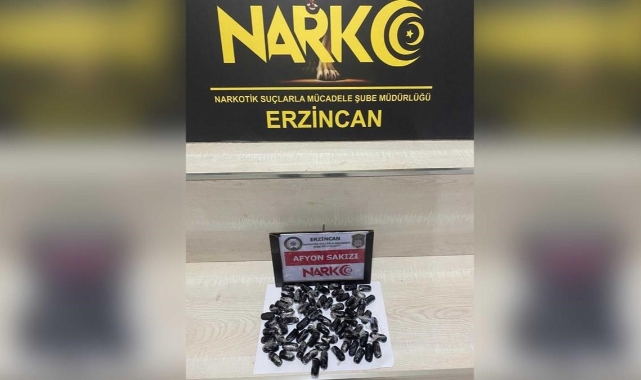 NARKO
NARKOTİK SUÇLARLA MÜCADELE ŞUBE MÜDÜRLÜĞÜ
ERZİNCAN
ERZİNCAN
AFYON SAKIZI
NARKO